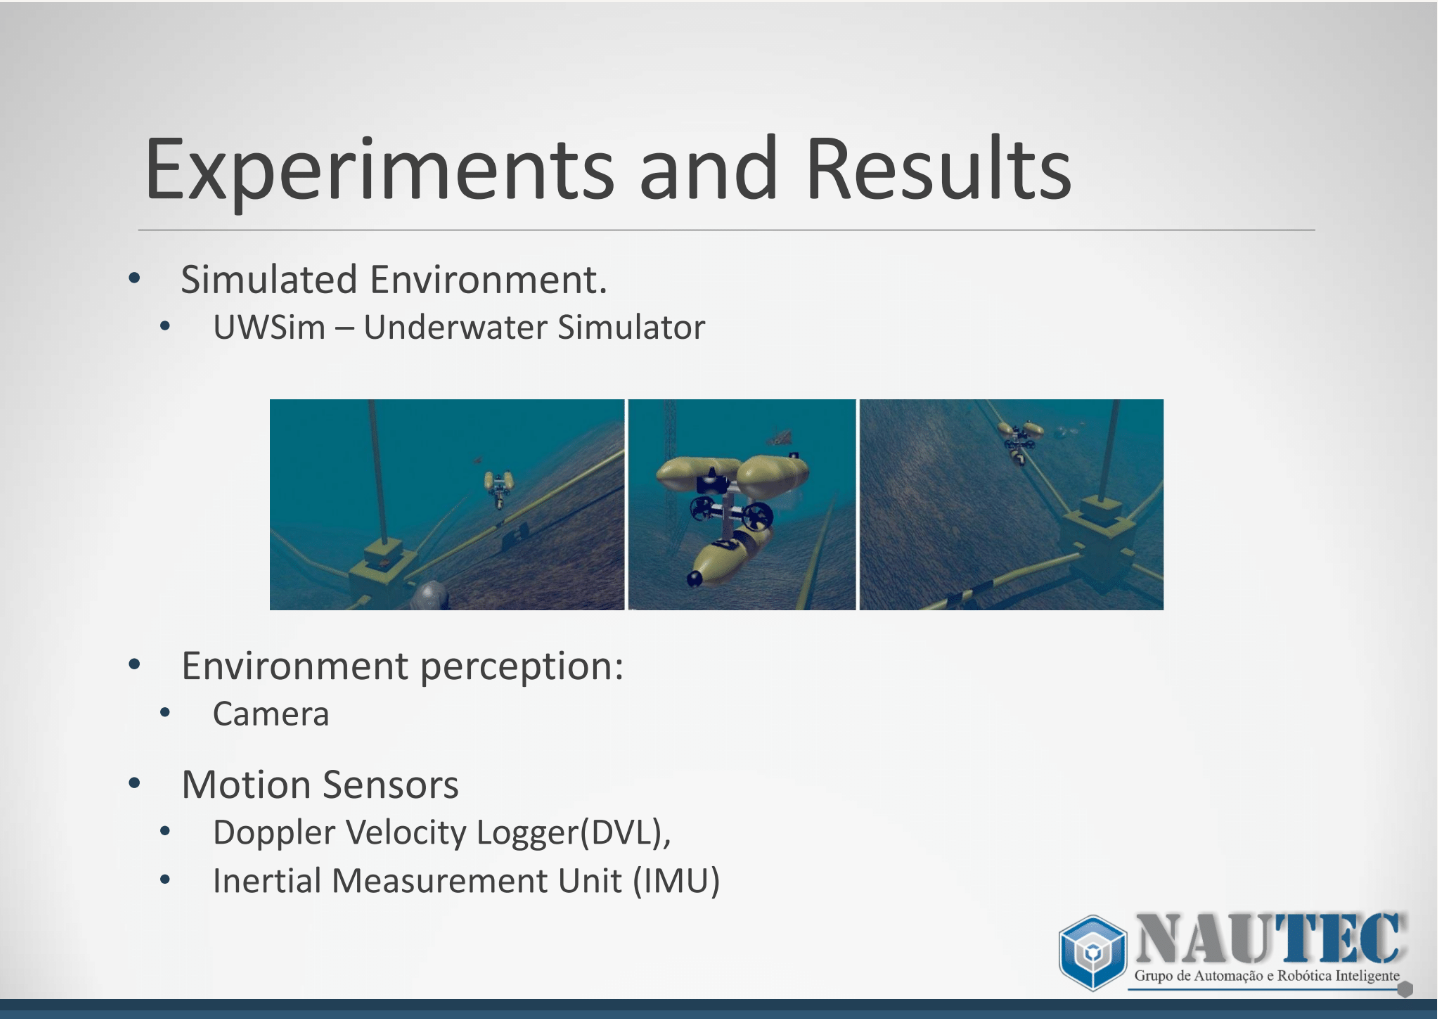 Experiments and Results
• Simulated Environment.
• UWSim – Underwater Simulator
• Environment perception:
• Camera
• Motion Sensors
• Doppler Velocity Logger(DVL),
• Inertial Measurement Unit (IMU)
NAUTEC
Grupo de Automação e Robótica Inteligente